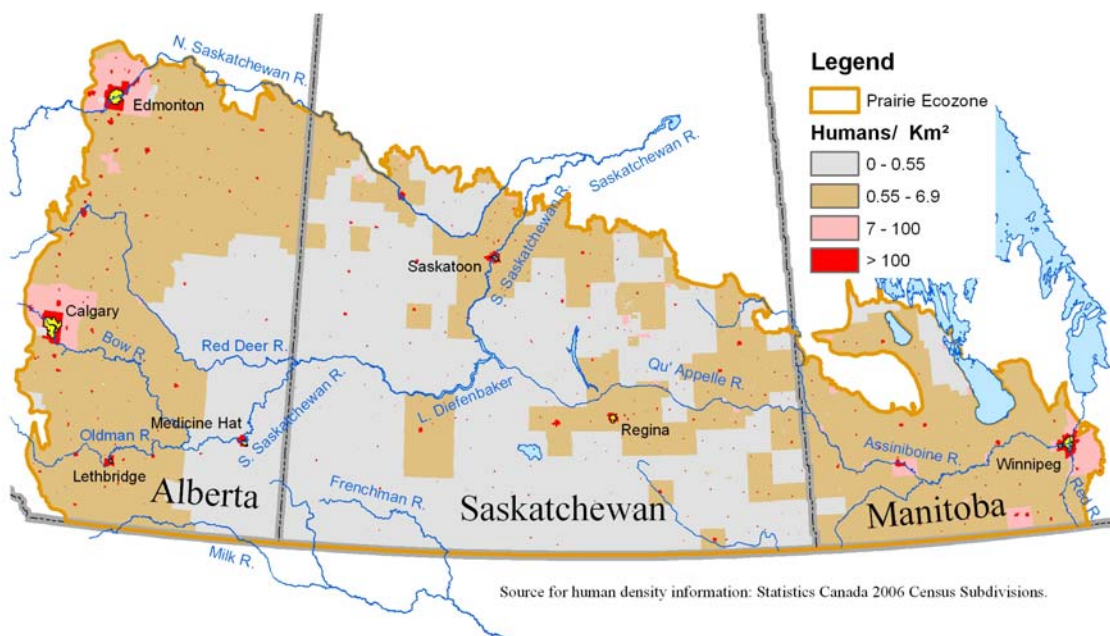 N. Saskatchewan R.
Edmonton
Legend
Prairie Ecozone
Humans/ Km²
0 - 0.55
0.55 - 6.9
7 - 100
> 100
Saskatchewan R.
S. Saskatchewan R.
Saskatoon
Calgary
Bow R.
Red Deer R.
L. Diefenbaker
Qu' Appelle R.
S. Saskatchewan R.
Medicine Hat
Oldman R.
Lethbridge
Regina
Assiniboine R.
Winnipeg
Red R.
Alberta
Frenchman R.
Saskatchewan
Manitoba
Milk R.
Source for human density information: Statistics Canada 2006 Census Subdivisions.